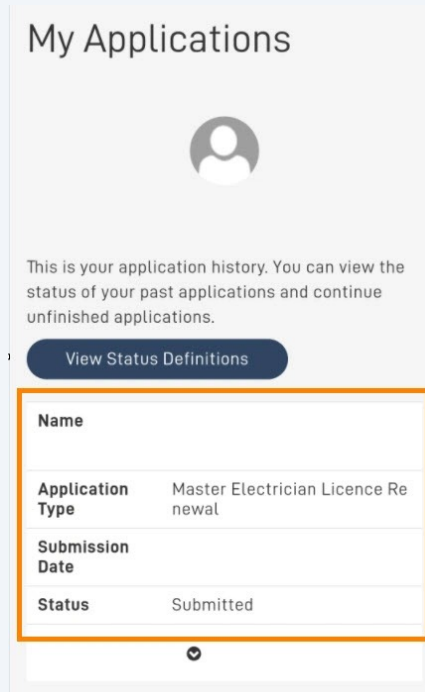 My Applications
This is your application history. You can view the
status of your past applications and continue
unfinished applications.
View Status Definitions
Name
Application Type Master Electrician Licence Re
newal
Submission Date
Status Submitted